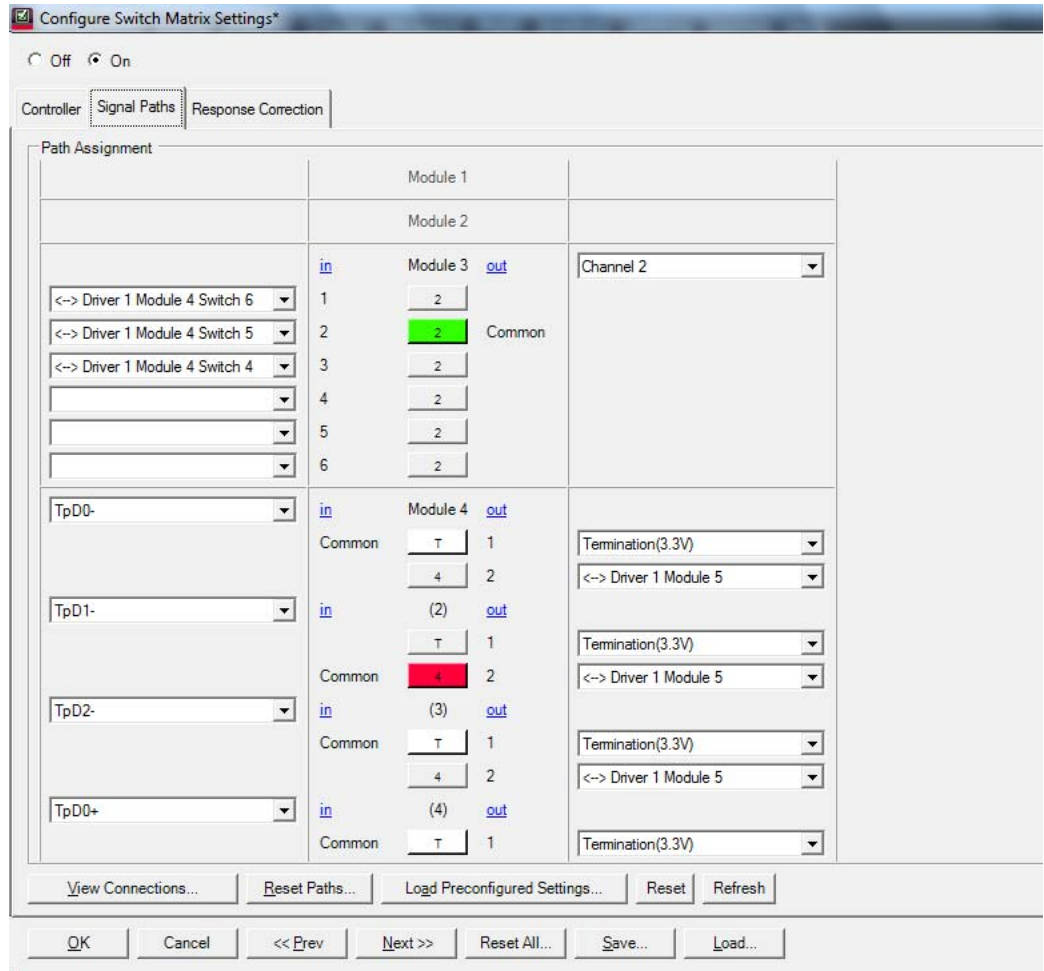 Configure Switch Matrix Settings*
Off On
Controller Signal Paths Response Correction
Path Assignment
Module 1
Module 2
in Module 3 out Channel 2
<--> Driver 1 Module 4 Switch 6 1 2
<--> Driver 1 Module 4 Switch 5 2 2 Common
<--> Driver 1 Module 4 Switch 4 3 2
4 2
5 2
6 2
TpD0- in Module 4 out
Common T 1 Termination(3.3V)
4 2 <--> Driver 1 Module 5
TpD1- in (2) out
T 1 Termination(3.3V)
Common 4 2 <--> Driver 1 Module 5
TpD2- in (3) out
Common T 1 Termination(3.3V)
4 2 <--> Driver 1 Module 5
TpD0+ in (4) out
Common T 1 Termination(3.3V)
View Connections... Reset Paths... Load Preconfigured Settings... Reset Refresh
OK Cancel << Prev Next >> Reset All... Save... Load...